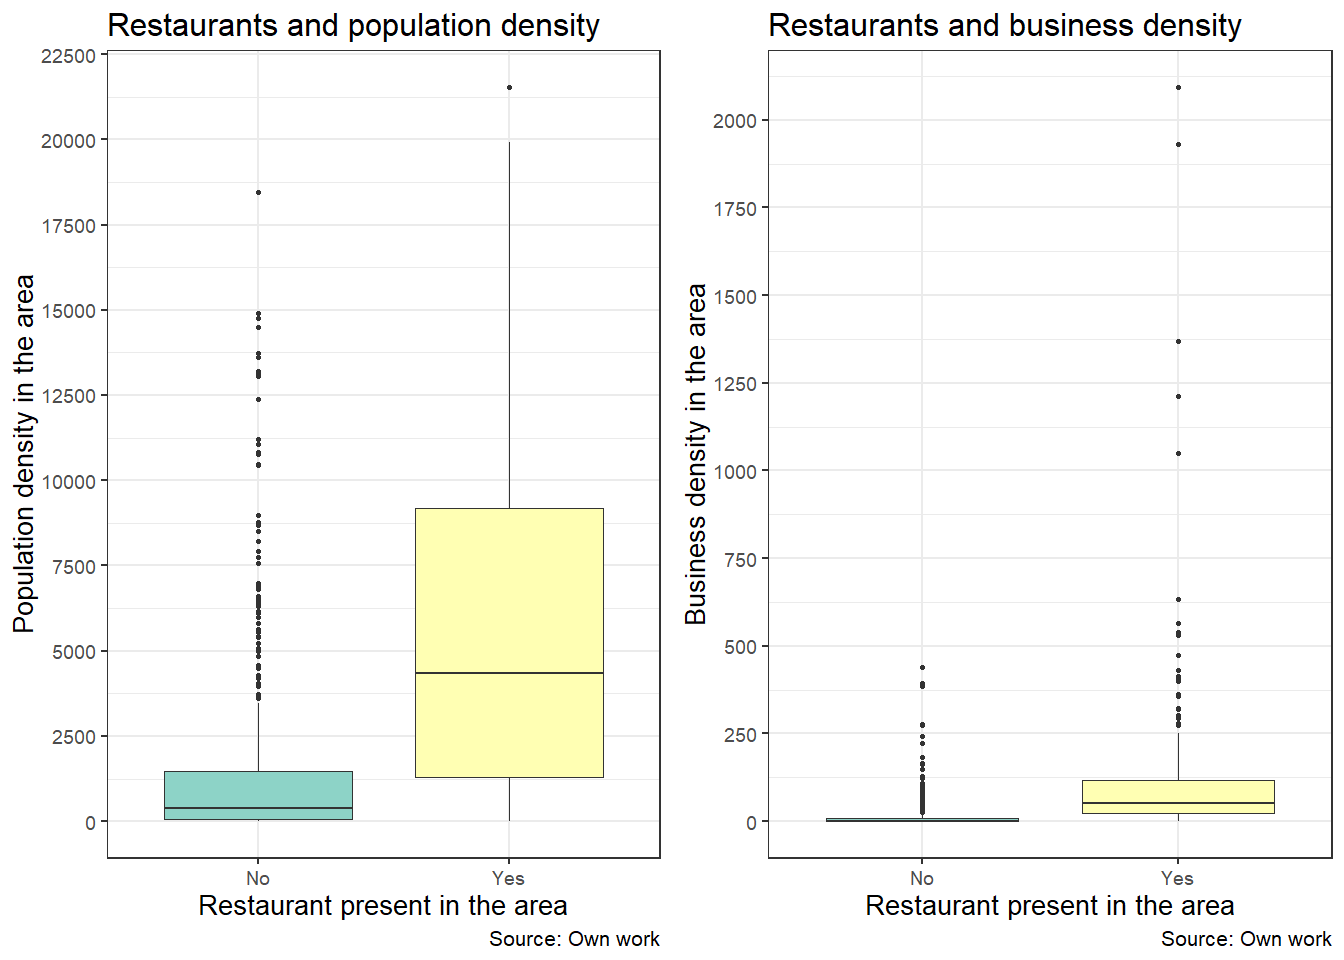 Restaurants and population density
Population density in the area
22500
20000
17500
15000
12500
10000
7500
5000
2500
0
No
Yes
Restaurant present in the area
Source: Own work
Restaurants and business density
Business density in the area
2000
1750
1500
1250
1000
750
500
250
0
No
Yes
Restaurant present in the area
Source: Own work